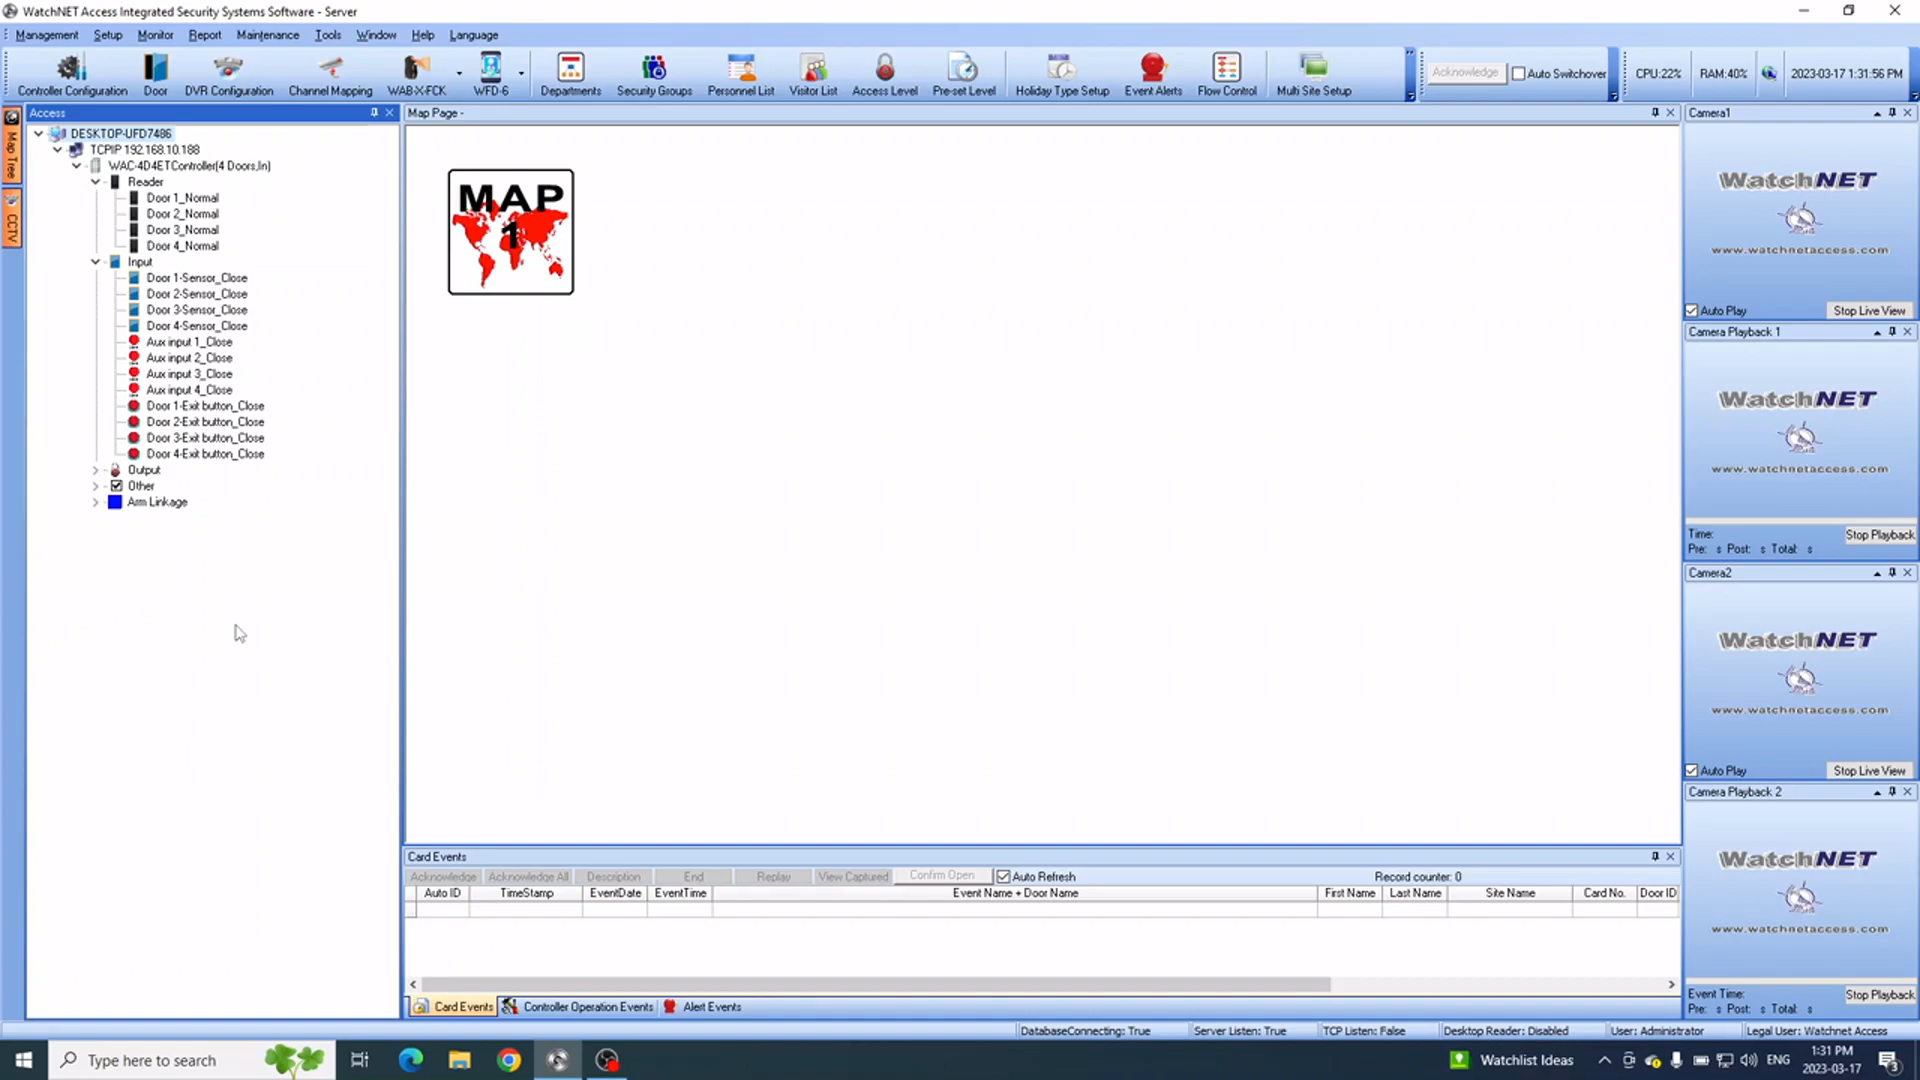 WatchNET Access Integrated Security Systems Software - Server
Management Setup Monitor Report Maintenance Tools Window Help Language
Controller Configuration Door DVR Configuration Channel Mapping WAB-X-FCK WFD-6 Departments Security Groups Personnel List Visitor List Access Level Pre-set Level Holiday Type Setup Event Alerts Flow Control Multi Site Setup
Acknowledge Auto Switchover CPU:22% RAM:40% 2023-03-17 1:31:56 PM
Access
Map Tree
CCTV
DESKTOP-UFD7486
TCPIP 192.168.10.188
WAC-4D4ETController(4 Doors,In)
Reader
Door 1_Normal
Door 2_Normal
Door 3_Normal
Door 4_Normal
Input
Door 1-Sensor_Close
Door 2-Sensor_Close
Door 3-Sensor_Close
Door 4-Sensor_Close
Aux input 1_Close
Aux input 2_Close
Aux input 3_Close
Aux input 4_Close
Door 1-Exit button_Close
Door 2-Exit button_Close
Door 3-Exit button_Close
Door 4-Exit button_Close
Output
Other
Arm Linkage
Map Page -
MAP
1
Card Events
Acknowledge Acknowledge All Description End Replay View Captured Confirm Open Auto Refresh Record counter: 0
Auto ID TimeStamp EventDate EventTime Event Name + Door Name First Name Last Name Site Name Card No. Door ID
Card Events Controller Operation Events Alert Events
Camera1
WatchNET
www.watchnetaccess.com
Auto Play Stop Live View
Camera Playback 1
WatchNET
www.watchnetaccess.com
Time: Stop Playback
Pre: s Post: s Total: s
Camera2
WatchNET
www.watchnetaccess.com
Auto Play Stop Live View
Camera Playback 2
WatchNET
www.watchnetaccess.com
Event Time: Stop Playback
Pre: s Post: s Total: s
DatabaseConnecting: True Server Listen: True TCP Listen: False Desktop Reader: Disabled User: Administrator Legal User: Watchnet Access
Type here to search Watchlist Ideas ENG 1:31 PM
2023-03-17 3